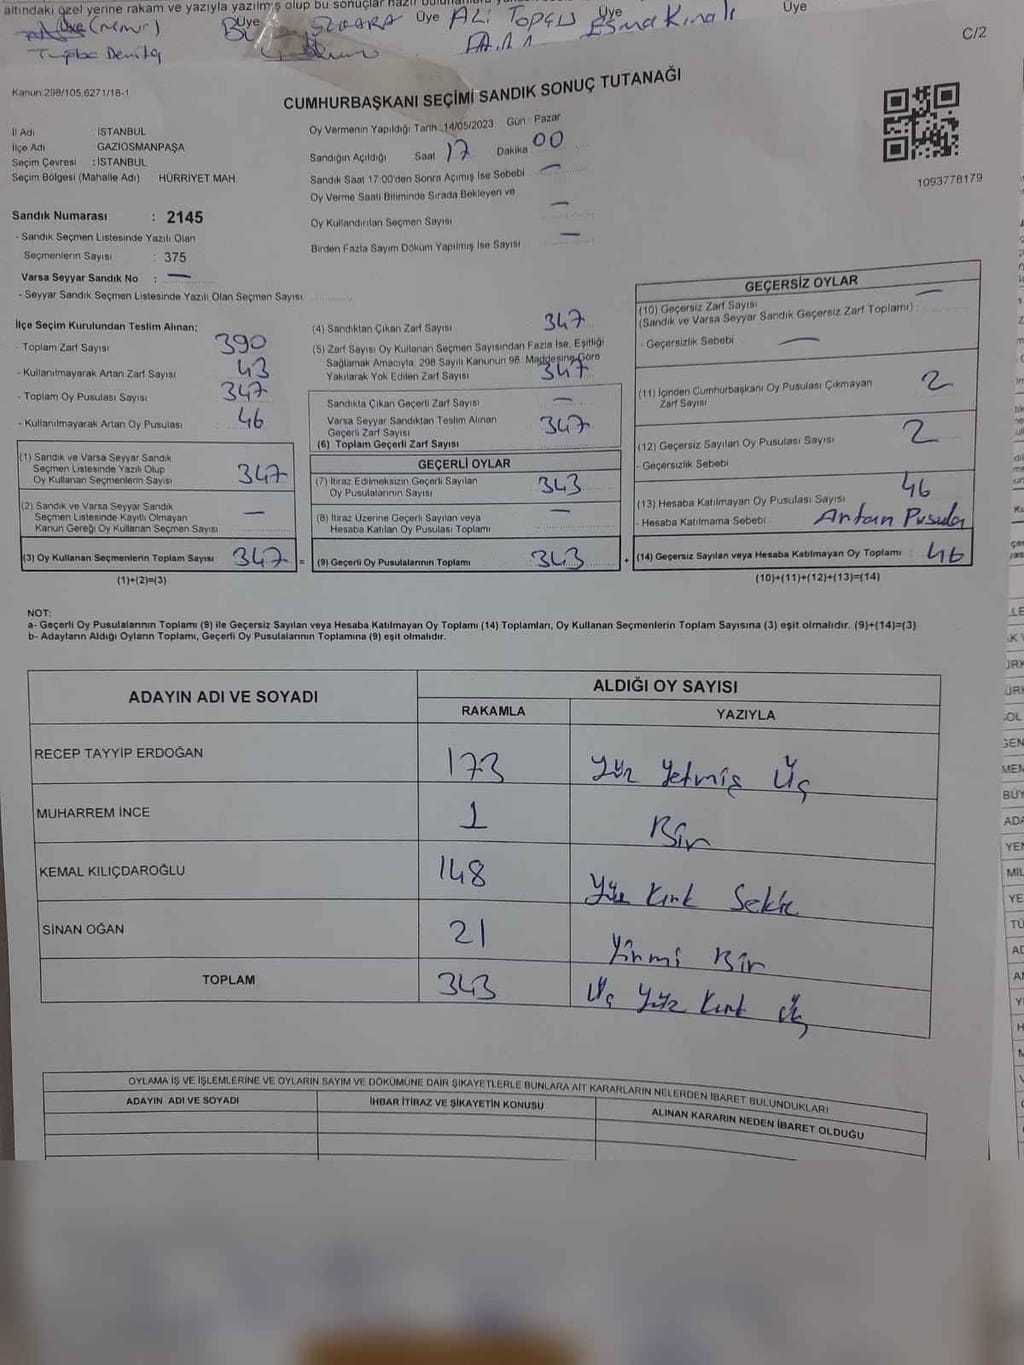 altındaki özel yerine rakam ve yazıyla yazılmış olup bu sonuçlar hazır bulunanlara
Üye (memur) Üye Üye ALİ TOPÇU Üye Esma Kınalı Üye
Tuğba
C/2
Kanun:298/105,6271/18-1
CUMHURBAŞKANI SEÇİMİ SANDIK SONUÇ TUTANAĞI
İl Adı : İSTANBUL
İlçe Adı : GAZİOSMANPAŞA
Seçim Çevresi : İSTANBUL
Seçim Bölgesi (Mahalle Adı) HÜRRİYET MAH
Oy Vermenin Yapıldığı Tarih :14/05/2023 Gün : Pazar
Sandığın Açıldığı Saat 17 Dakika 00
Sandık Saat 17:00'den Sonra Açımış İse Sebebi —
Oy Verme Saati Bitiminde Sırada Bekleyen ve
Oy Kullandırılan Seçmen Sayısı —
Birden Fazla Sayım Döküm Yapılmış İse Sayısı —
1093778179
Sandık Numarası : 2145
- Sandık Seçmen Listesinde Yazılı Olan
Seçmenlerin Sayısı : 375
Varsa Seyyar Sandık No : —
- Seyyar Sandık Seçmen Listesinde Yazılı Olan Seçmen Sayısı
İlçe Seçim Kurulundan Teslim Alınan;
- Toplam Zarf Sayısı 390
- Kullanılmayarak Artan Zarf Sayısı 43
- Toplam Oy Pusulası Sayısı 347
- Kullanılmayarak Artan Oy Pusulası 46
(1) Sandık ve Varsa Seyyar Sandık
Seçmen Listesinde Yazılı Olup
Oy Kullanan Seçmenlerin Sayısı 347
(2) Sandık ve Varsa Seyyar Sandık
Seçmen Listesinde Kayıtlı Olmayan
Kanun Gereği Oy Kullanan Seçmen Sayısı —
(3) Oy Kullanan Seçmenlerin Toplam Sayısı 347 =
(1)+(2)=(3)
(4) Sandıktan Çıkan Zarf Sayısı 347
(5) Zarf Sayısı Oy Kullanan Seçmen Sayısından Fazla İse, Eşitliği
Sağlamak Amacıyla, 298 Sayılı Kanunun 98. Maddesine Göre
Yakılarak Yok Edilen Zarf Sayısı 347
Sandıkta Çıkan Geçerli Zarf Sayısı —
Varsa Seyyar Sandıktan Teslim Alınan
Geçerli Zarf Sayısı 347
(6) Toplam Geçerli Zarf Sayısı
GEÇERLİ OYLAR
(7) İtiraz Edilmeksizin Geçerli Sayılan
Oy Pusulalarının Sayısı 343
(8) İtiraz Üzerine Geçerli Sayılan veya
Hesaba Katılan Oy Pusulası Toplamı —
(9) Geçerli Oy Pusulalarının Toplamı 343 +
GEÇERSİZ OYLAR
(10) Geçersiz Zarf Sayısı
(Sandık ve Varsa Seyyar Sandık Geçersiz Zarf Toplamı) —
- Geçersizlik Sebebi —
(11) İçinden Cumhurbaşkanı Oy Pusulası Çıkmayan
Zarf Sayısı 2
(12) Geçersiz Sayılan Oy Pusulası Sayısı 2
- Geçersizlik Sebebi
(13) Hesaba Katılmayan Oy Pusulası Sayısı 46
- Hesaba Katılmama Sebebi Artan Pusula
(14) Geçersiz Sayılan veya Hesaba Katılmayan Oy Toplamı 46
(10)+(11)+(12)+(13)=(14)
NOT:
a- Geçerli Oy Pusulalarının Toplamı (9) ile Geçersiz Sayılan veya Hesaba Katılmayan Oy Toplamı (14) Toplamları, Oy Kullanan Seçmenlerin Toplam Sayısına (3) eşit olmalıdır. (9)+(14)=(3)
b- Adayların Aldığı Oyların Toplamı, Geçerli Oy Pusulalarının Toplamına (9) eşit olmalıdır.
ADAYIN ADI VE SOYADI
ALDIĞI OY SAYISI
RAKAMLA YAZIYLA
RECEP TAYYİP ERDOĞAN 173 Yüz Yetmiş Üç
MUHARREM İNCE 1 Bir
KEMAL KILIÇDAROĞLU 148 Yüz Kırk Sekiz
SİNAN OĞAN 21 Yirmi Bir
TOPLAM 343 Üç Yüz Kırk Üç
OYLAMA İŞ VE İŞLEMLERİNE VE OYLARIN SAYIM VE DÖKÜMÜNE DAİR ŞİKAYETLERLE BUNLARA AİT KARARLARIN NELERDEN İBARET BULUNDUKLARI
ADAYIN ADI VE SOYADI İHBAR İTİRAZ VE ŞİKAYETİN KONUSU ALINAN KARARIN NEDEN İBARET OLDUĞU